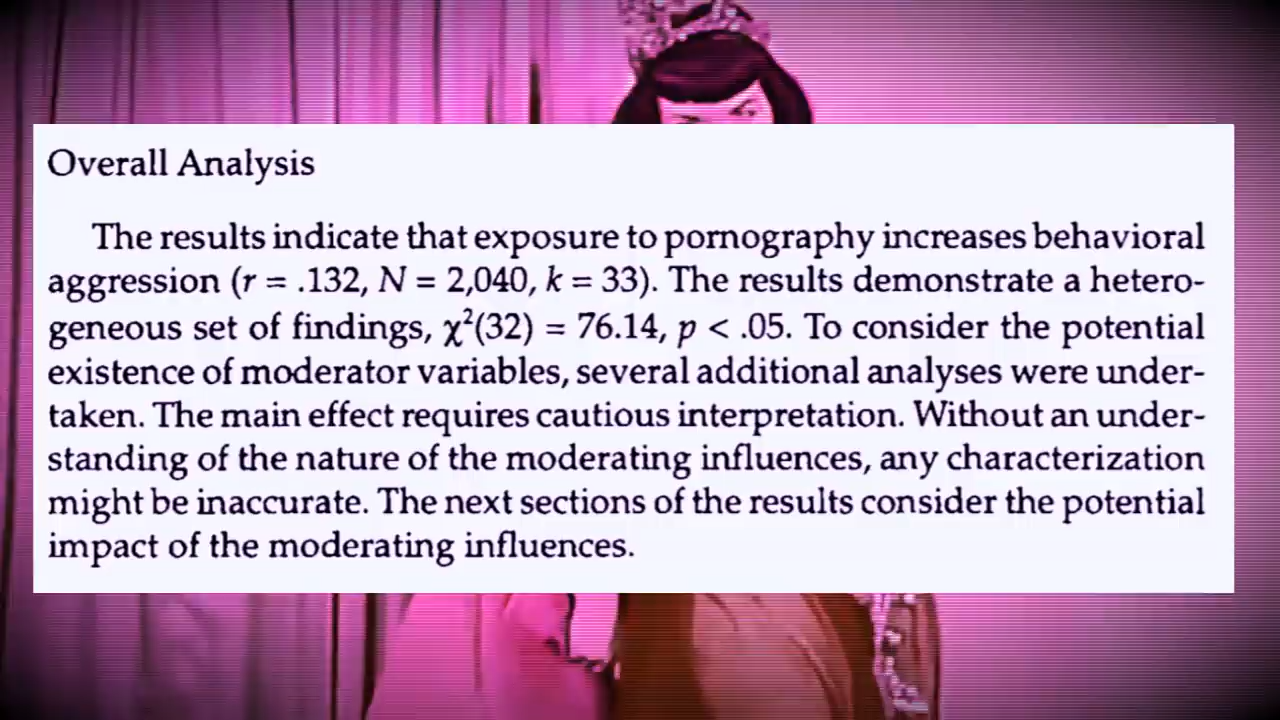 Overall Analysis
The results indicate that exposure to pornography increases behavioral
aggression (r = .132, N = 2,040, k = 33). The results demonstrate a hetero-
geneous set of findings, χ²(32) = 76.14, p < .05. To consider the potential
existence of moderator variables, several additional analyses were under-
taken. The main effect requires cautious interpretation. Without an under-
standing of the nature of the moderating influences, any characterization
might be inaccurate. The next sections of the results consider the potential
impact of the moderating influences.